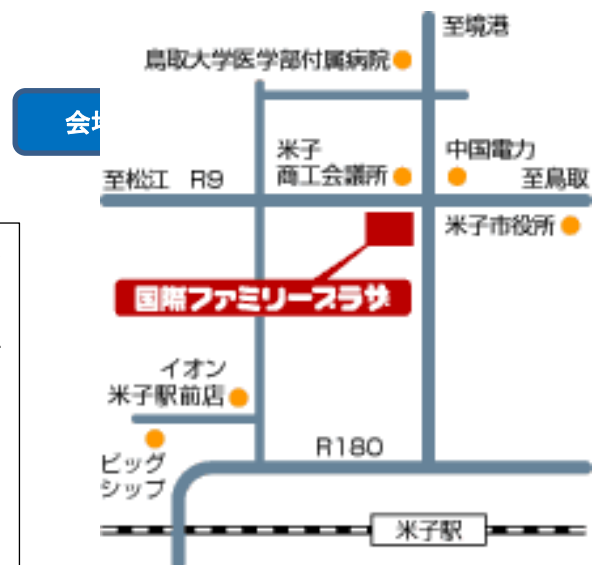 至境港
鳥取大学医学部付属病院
会場
米子
商工会議所
中国電力
至松江 R9
至鳥取
米子市役所
国際ファミリープラザ
イオン
米子駅前店
R180
ビッグ
シップ
米子駅